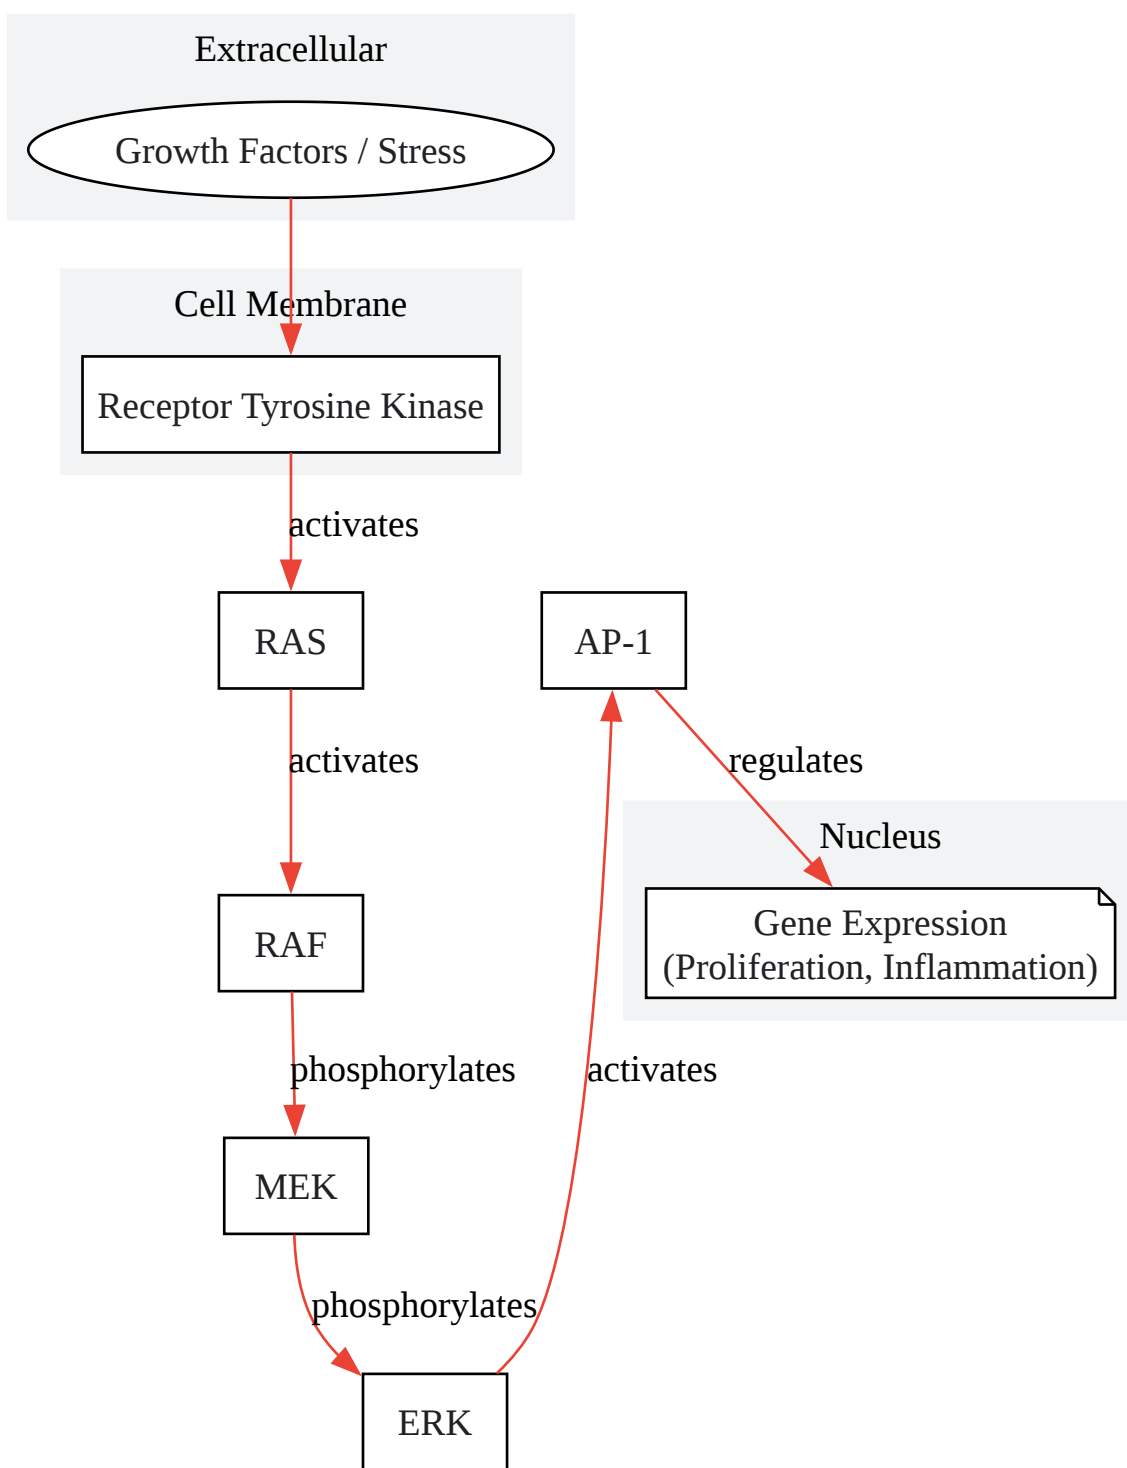 Extracellular
Growth Factors / Stress
Cell Membrane
Receptor Tyrosine Kinase
activates
RAS
AP-1
activates
regulates
Nucleus
RAF
Gene Expression
(Proliferation, Inflammation)
phosphorylates
activates
MEK
phosphorylates
ERK